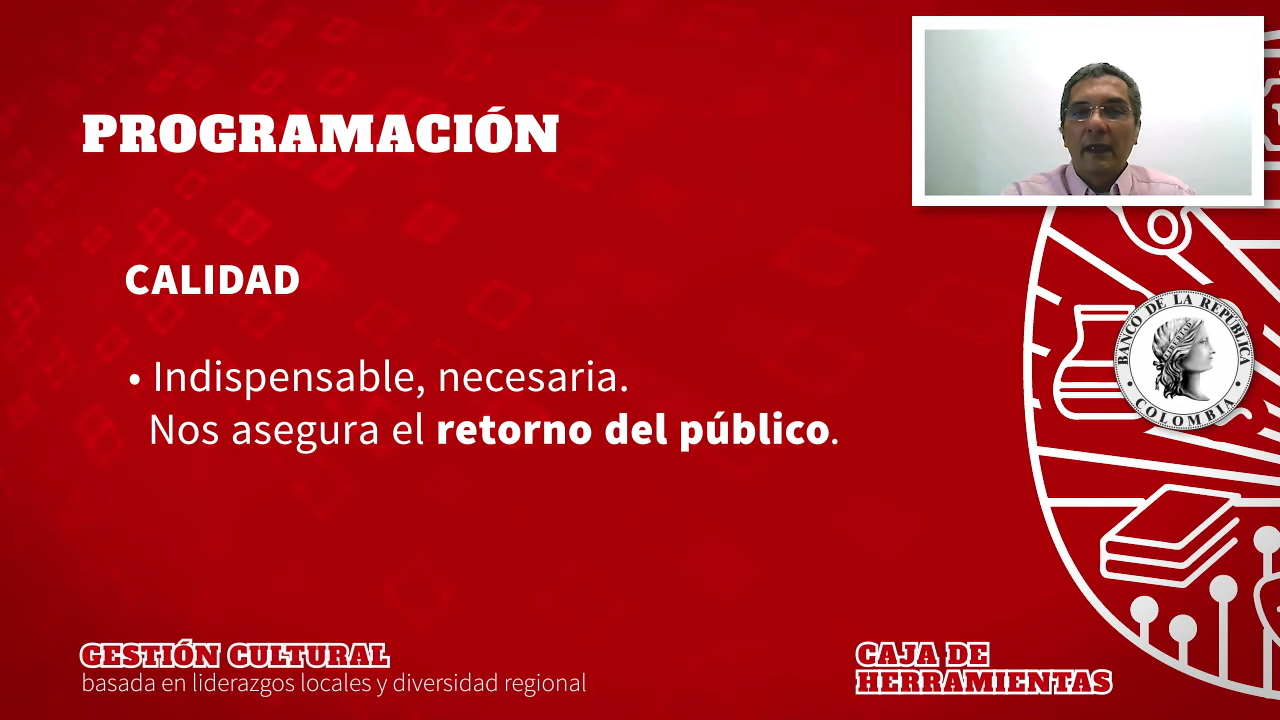 PROGRAMACIÓN
CALIDAD
• Indispensable, necesaria.
Nos asegura el retorno del público.
BANCO DE LA REPÚBLICA
• COLOMBIA •
GESTIÓN CULTURAL
basada en liderazgos locales y diversidad regional
CAJA DE
HERRAMIENTAS